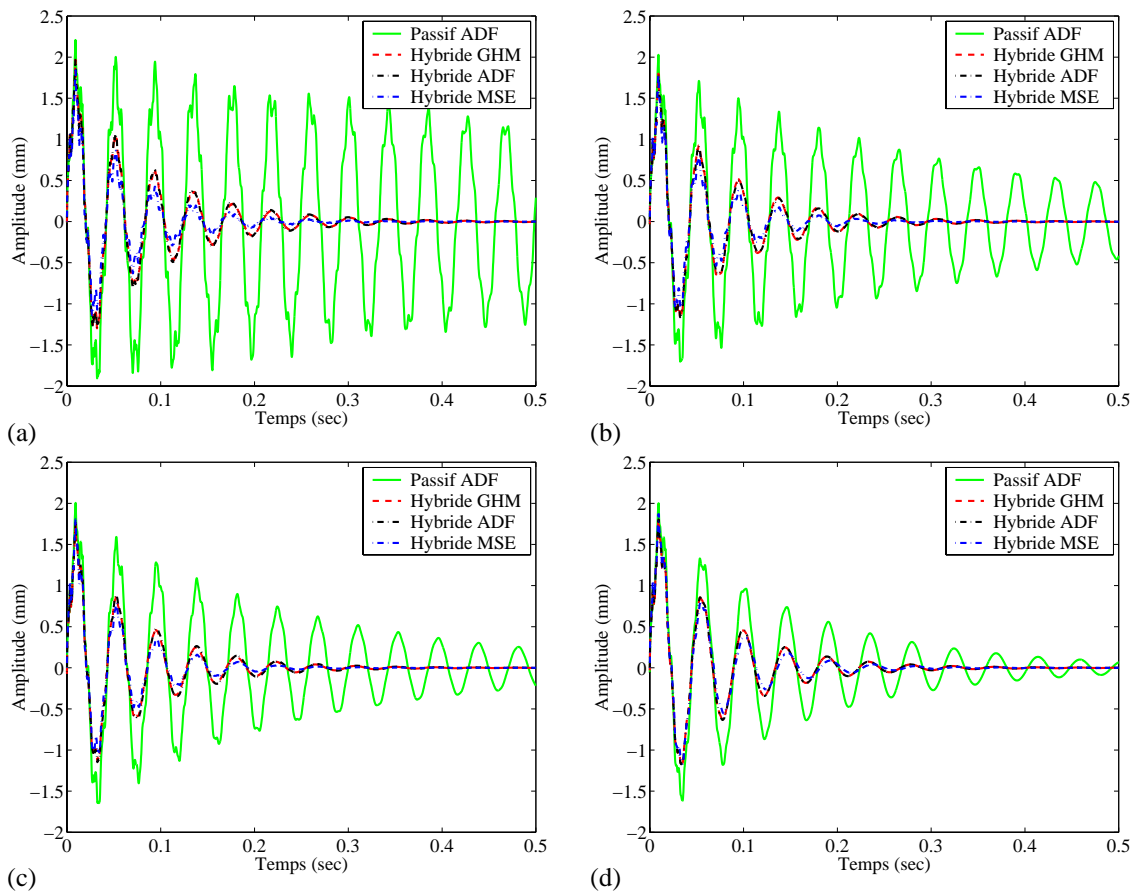 2.5
2
1.5
1
0.5
0
−0.5
−1
−1.5
−2
Amplitude (mm)
Passif ADF
Hybride GHM
Hybride ADF
Hybride MSE
0 0.1 0.2 0.3 0.4 0.5
Temps (sec)
(a)
2.5
2
1.5
1
0.5
0
−0.5
−1
−1.5
−2
Amplitude (mm)
Passif ADF
Hybride GHM
Hybride ADF
Hybride MSE
0 0.1 0.2 0.3 0.4 0.5
Temps (sec)
(b)
2.5
2
1.5
1
0.5
0
−0.5
−1
−1.5
−2
Amplitude (mm)
Passif ADF
Hybride GHM
Hybride ADF
Hybride MSE
0 0.1 0.2 0.3 0.4 0.5
Temps (sec)
(c)
2.5
2
1.5
1
0.5
0
−0.5
−1
−1.5
−2
Amplitude (mm)
Passif ADF
Hybride GHM
Hybride ADF
Hybride MSE
0 0.1 0.2 0.3 0.4 0.5
Temps (sec)
(d)